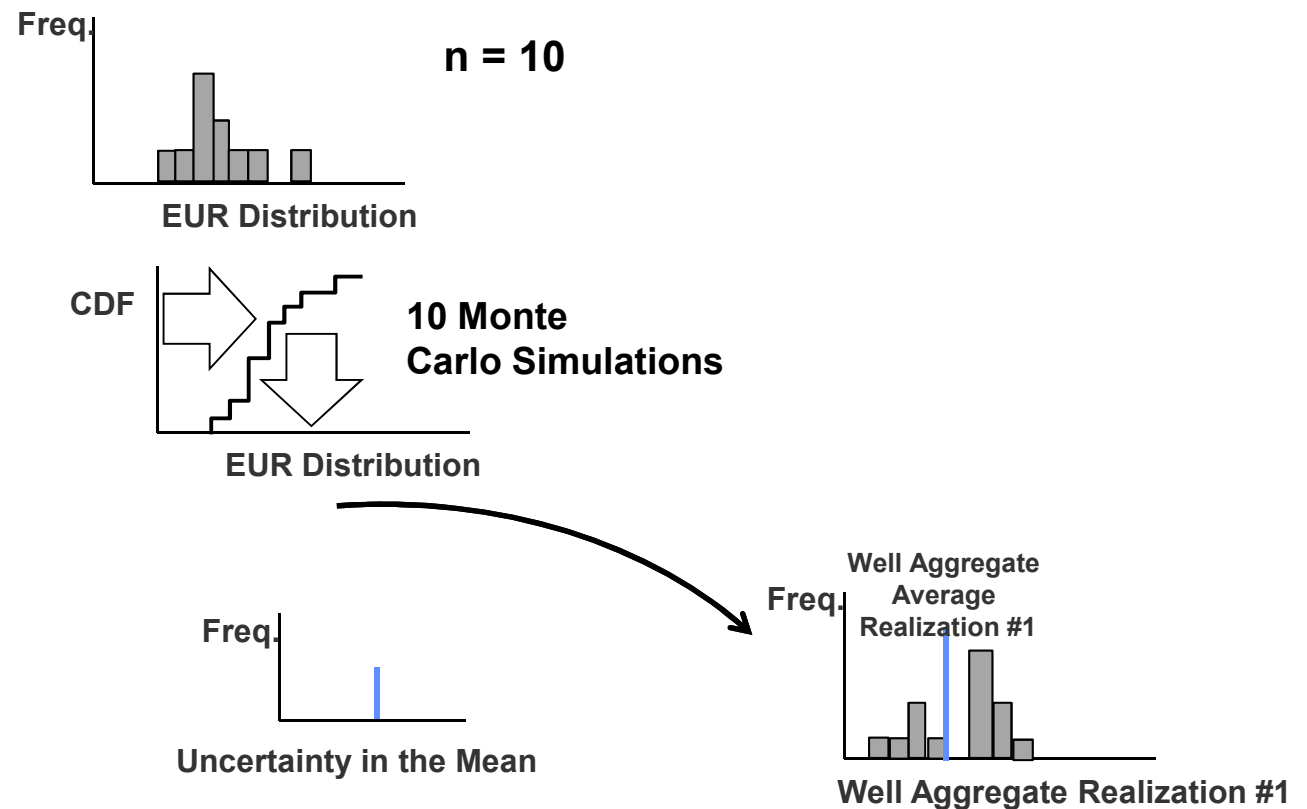 Freq.
n = 10
EUR Distribution
CDF
10 Monte
Carlo Simulations
EUR Distribution
Well Aggregate
Average
Realization #1
Freq.
Freq.
Uncertainty in the Mean
Well Aggregate Realization #1